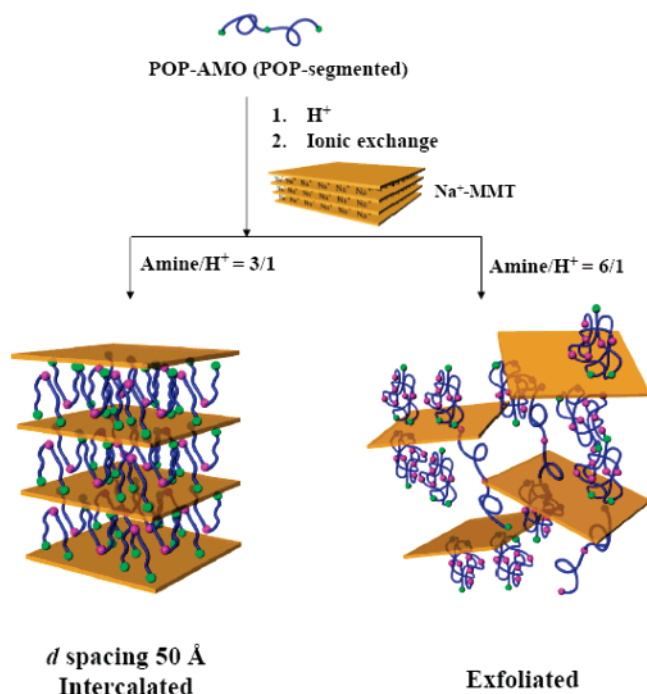 POP-AMO (POP-segmented)
1. H⁺
2. Ionic exchange
Na⁺-MMT
Amine/H⁺ = 3/1
Amine/H⁺ = 6/1
d spacing 50 Å
Intercalated
Exfoliated